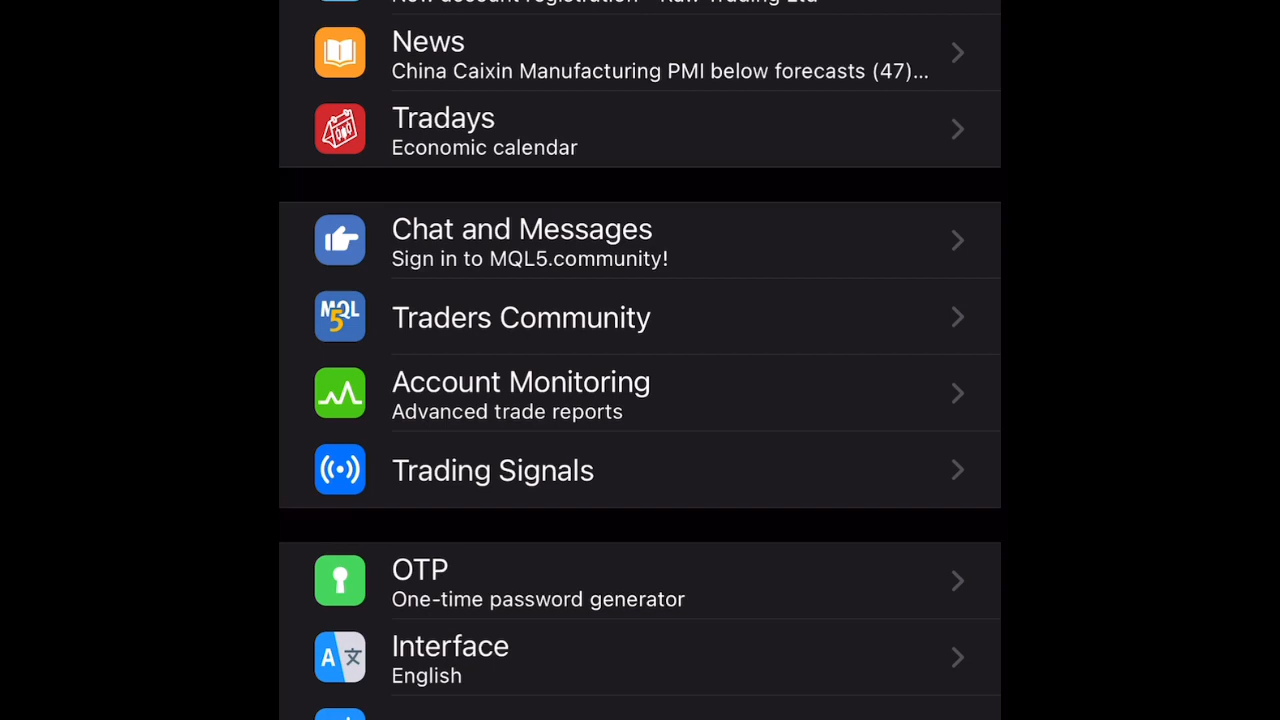 News
China Caixin Manufacturing PMI below forecasts (47)...
Tradays
Economic calendar
Chat and Messages
Sign in to MQL5.community!
MQL
5
Traders Community
Account Monitoring
Advanced trade reports
Trading Signals
OTP
One-time password generator
A 文
Interface
English